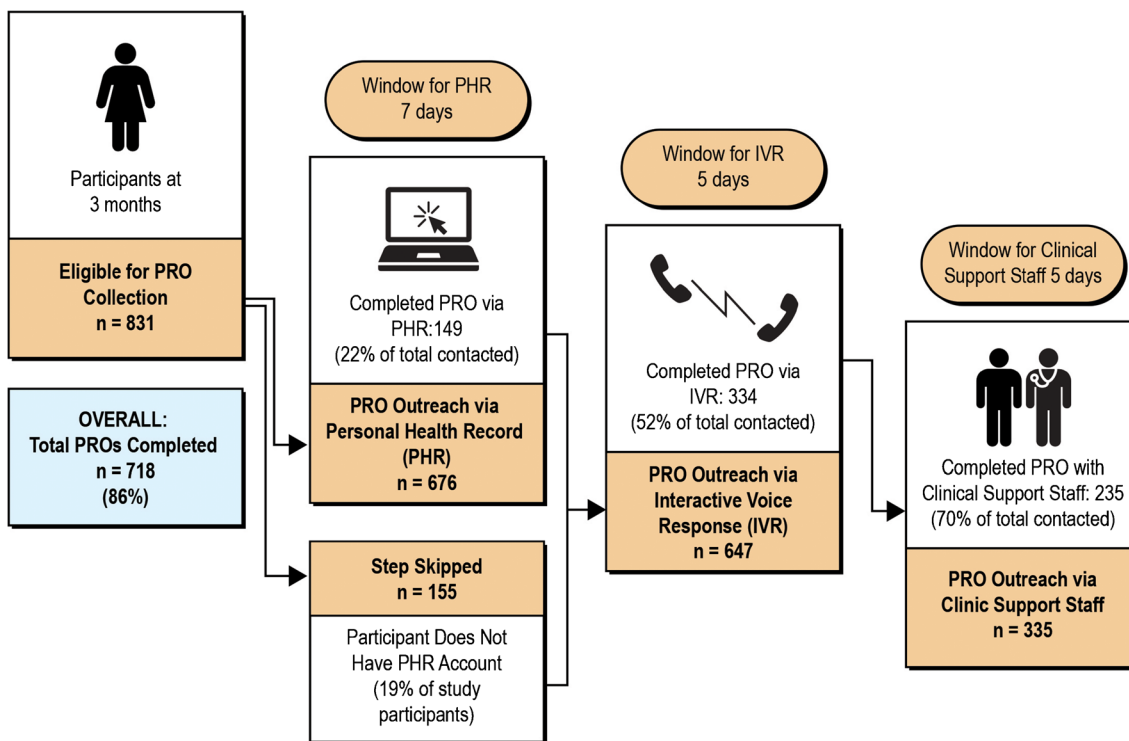 Participants at
3 months
Eligible for PRO
Collection
n = 831
OVERALL:
Total PROs Completed
n = 718
(86%)
Window for PHR
7 days
Completed PRO via
PHR:149
(22% of total contacted)
PRO Outreach via
Personal Health Record
(PHR)
n = 676
Step Skipped
n = 155
Participant Does Not
Have PHR Account
(19% of study
participants)
Window for IVR
5 days
Completed PRO via
IVR: 334
(52% of total contacted)
PRO Outreach via
Interactive Voice
Response (IVR)
n = 647
Window for Clinical
Support Staff 5 days
Completed PRO with
Clinical Support Staff: 235
(70% of total contacted)
PRO Outreach via
Clinic Support Staff
n = 335